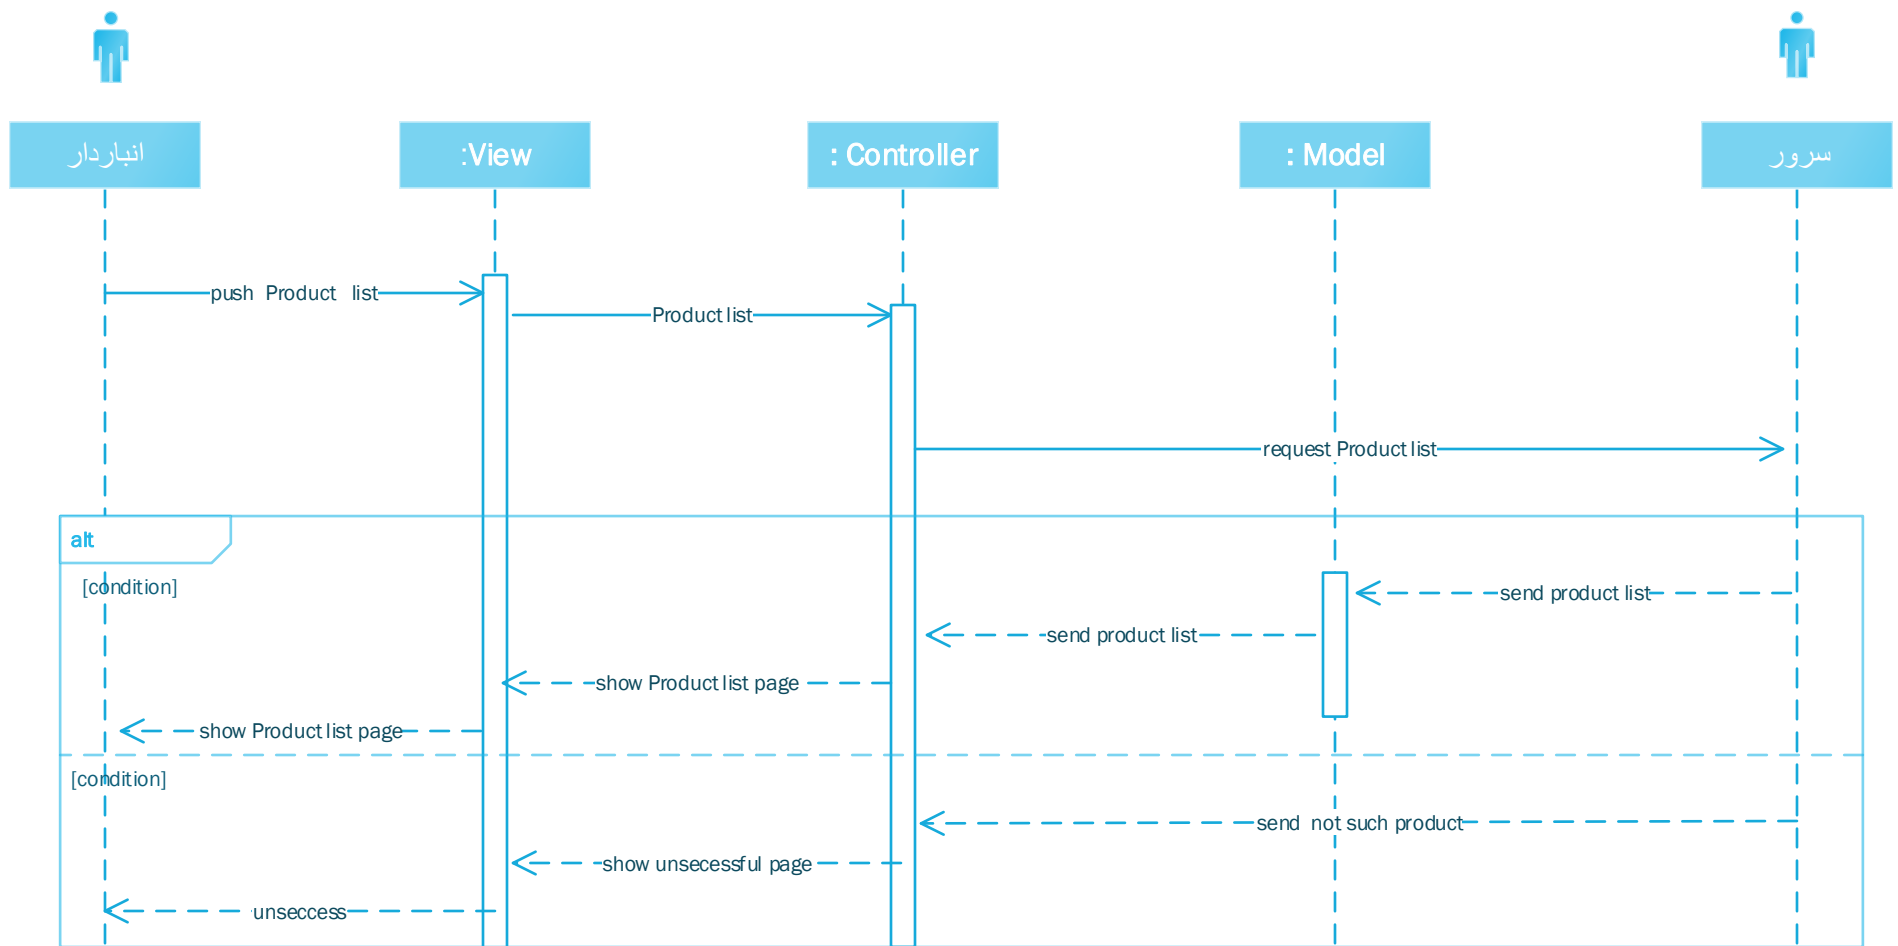 انباردار
:View
: Controller
: Model
سرور
push Product list
Product list
request Product list
alt
[condition]
send product list
send product list
show Product list page
show Product list page
[condition]
send not such product
show unsecessful page
unseccess